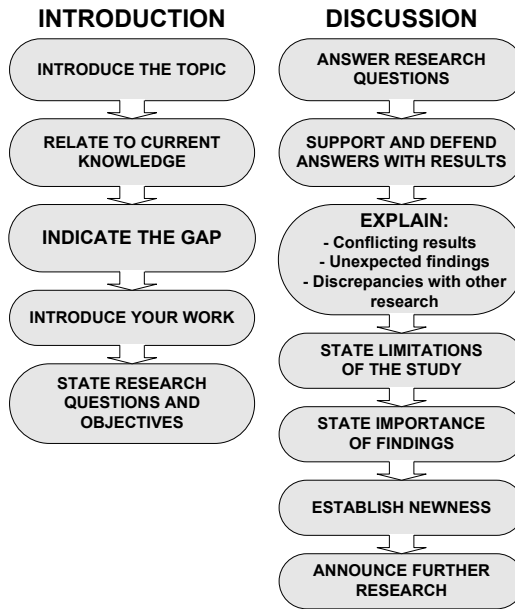 INTRODUCTION
INTRODUCE THE TOPIC
RELATE TO CURRENT
KNOWLEDGE
INDICATE THE GAP
INTRODUCE YOUR WORK
STATE RESEARCH
QUESTIONS AND
OBJECTIVES
DISCUSSION
ANSWER RESEARCH
QUESTIONS
SUPPORT AND DEFEND
ANSWERS WITH RESULTS
EXPLAIN:
- Conflicting results
- Unexpected findings
- Discrepancies with other
research
STATE LIMITATIONS
OF THE STUDY
STATE IMPORTANCE
OF FINDINGS
ESTABLISH NEWNESS
ANNOUNCE FURTHER
RESEARCH